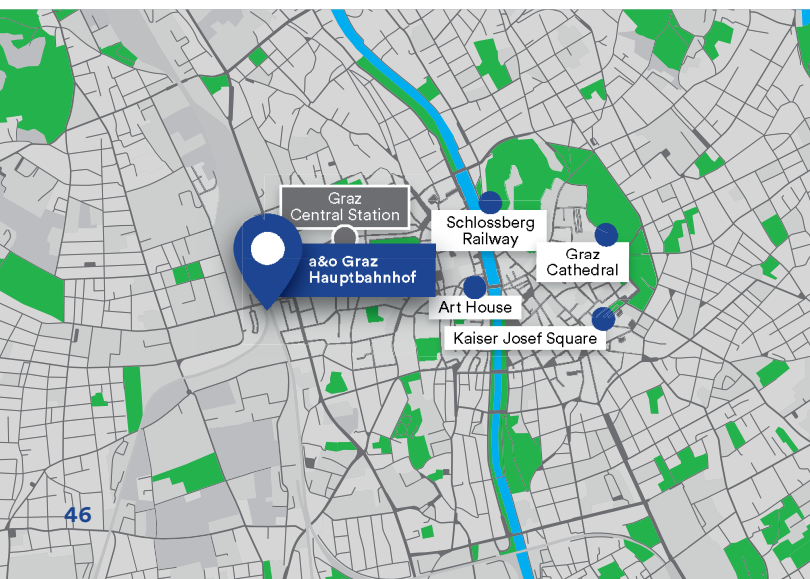 Graz
Central Station
Schlossberg
Railway
a&o Graz
Hauptbahnhof
Graz
Cathedral
Art House
Kaiser Josef Square
46